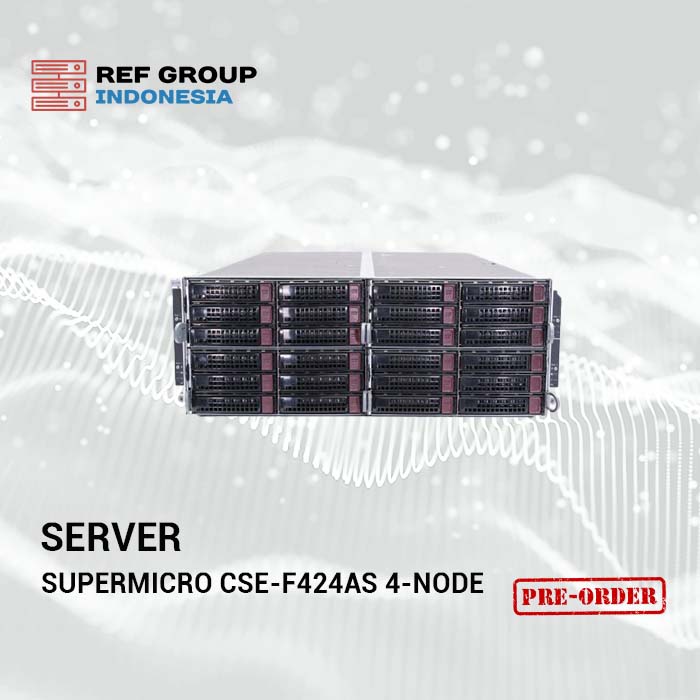 REF GROUP
INDONESIA
SERVER
SUPERMICRO CSE-F424AS 4-NODE
PRE-ORDER